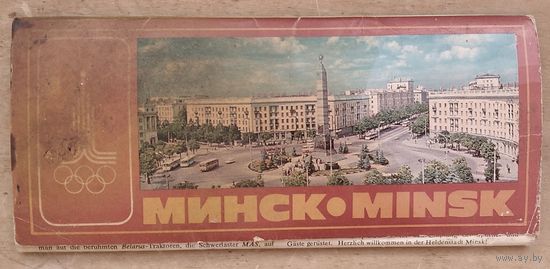 МИНСК•MINSK
man auf die berühmten Belarus-Traktoren, die Schwerlaster MAS, auf
Gäste gerüstet. Herzlich willkommen in der Heldenstadt Minsk!
www.ay.by